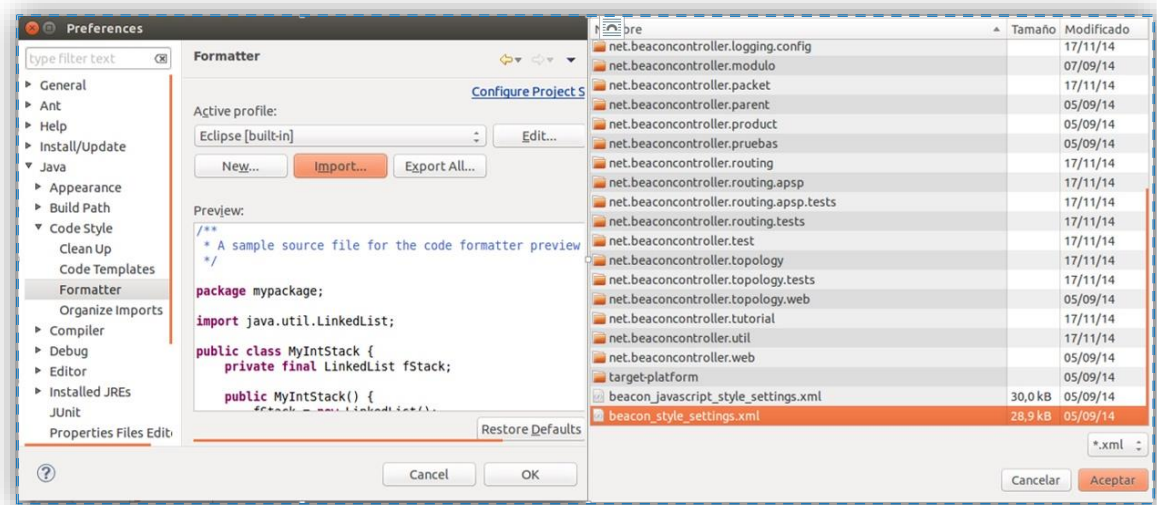 Preferences
type filter text
General
Ant
Help
Install/Update
Java
Appearance
Build Path
Code Style
Clean Up
Code Templates
Formatter
Organize Imports
Compiler
Debug
Editor
Installed JREs
JUnit
Properties Files Edit
Formatter
Configure Project S
Active profile:
Eclipse [built-in]
Edit...
New... Import... Export All...
Preview:
/**
* A sample source file for the code formatter preview
*/
package mypackage;
import java.util.LinkedList;
public class MyIntStack {
private final LinkedList fStack;
public MyIntStack() {
fStack = new LinkedList();
Restore Defaults
Cancel OK
bre Tamaño Modificado
net.beaconcontroller.logging.config 17/11/14
net.beaconcontroller.modulo 07/09/14
net.beaconcontroller.packet 17/11/14
net.beaconcontroller.parent 05/09/14
net.beaconcontroller.product 05/09/14
net.beaconcontroller.pruebas 05/09/14
net.beaconcontroller.routing 17/11/14
net.beaconcontroller.routing.apsp 17/11/14
net.beaconcontroller.routing.apsp.tests 17/11/14
net.beaconcontroller.routing.tests 17/11/14
net.beaconcontroller.test 17/11/14
net.beaconcontroller.topology 17/11/14
net.beaconcontroller.topology.tests 17/11/14
net.beaconcontroller.topology.web 05/09/14
net.beaconcontroller.tutorial 17/11/14
net.beaconcontroller.util 17/11/14
net.beaconcontroller.web 05/09/14
target-platform 05/09/14
beacon_javascript_style_settings.xml 30,0 kB 05/09/14
beacon_style_settings.xml 28,9 kB 05/09/14
*.xml
Cancelar Aceptar